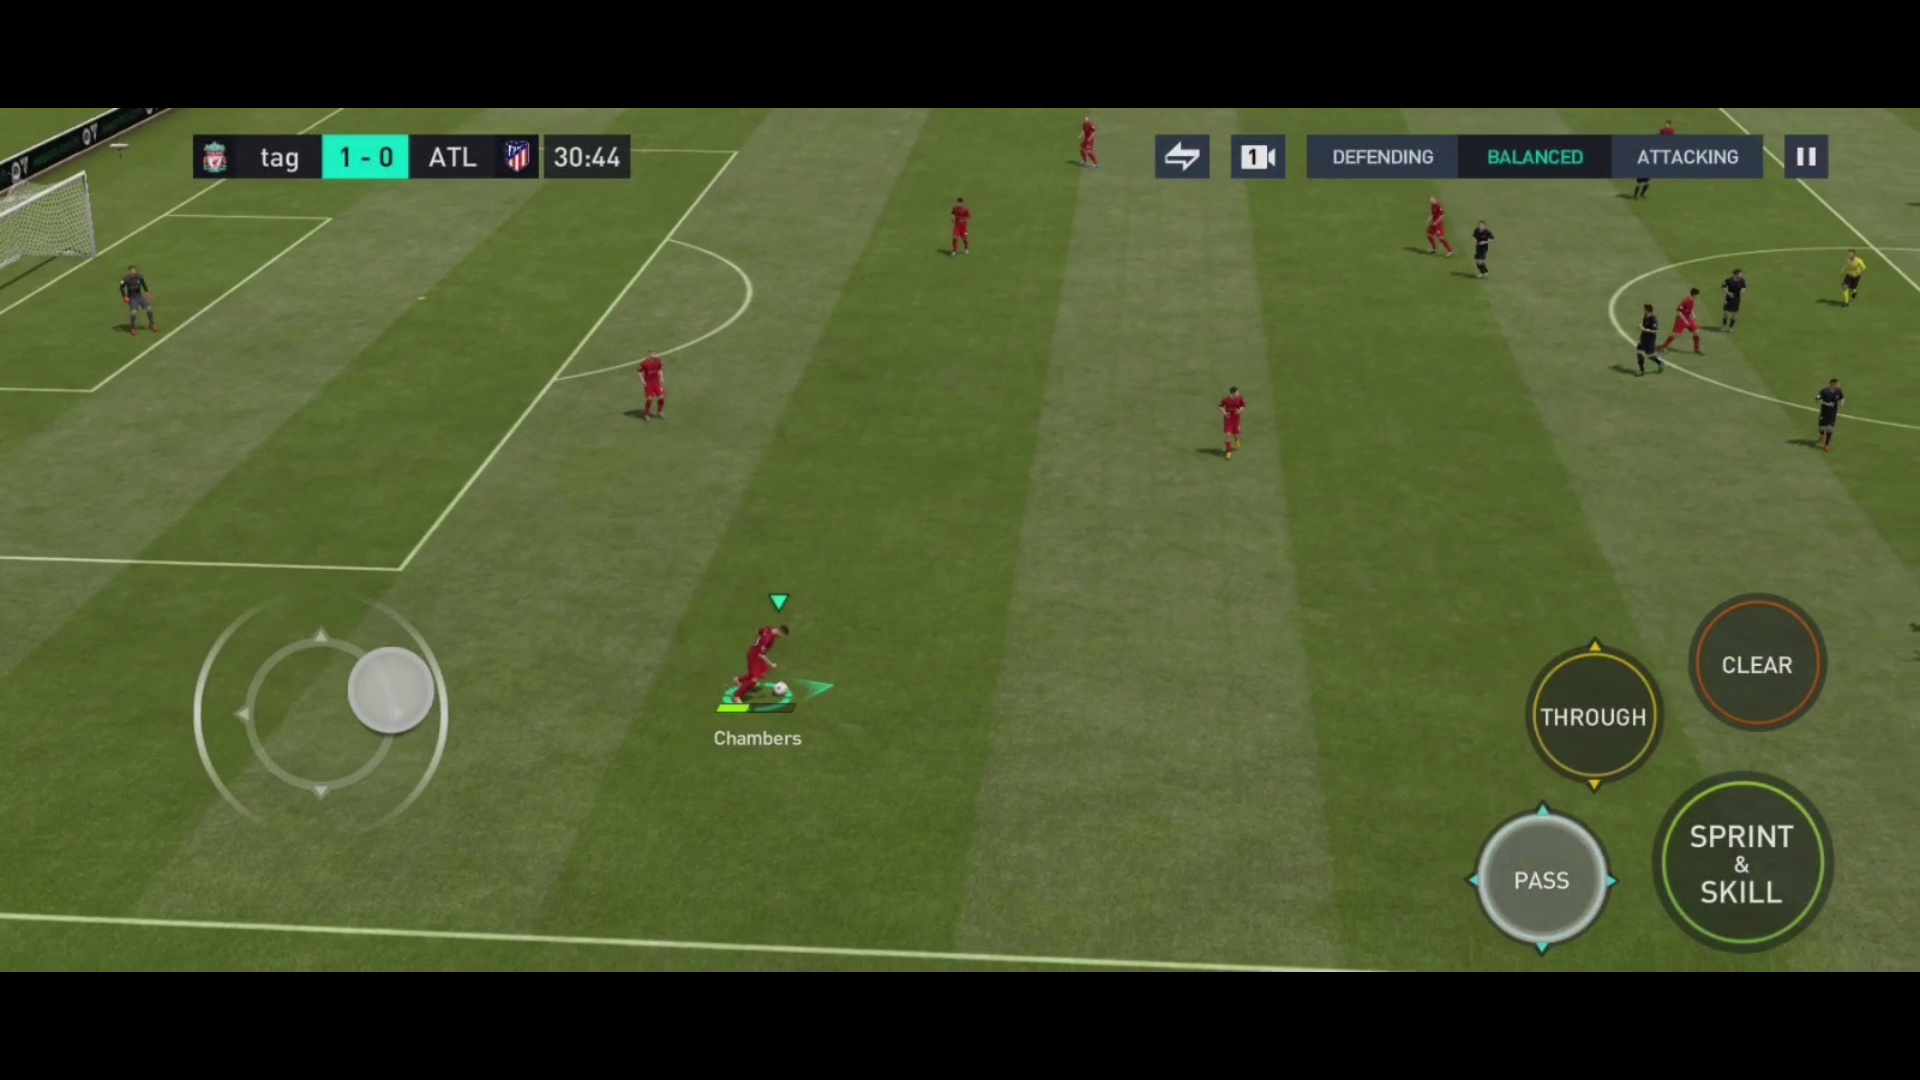 tag 1 - 0 ATL 30:44
1
DEFENDING BALANCED ATTACKING
CLEAR
THROUGH
Chambers
PASS
SPRINT
&
SKILL